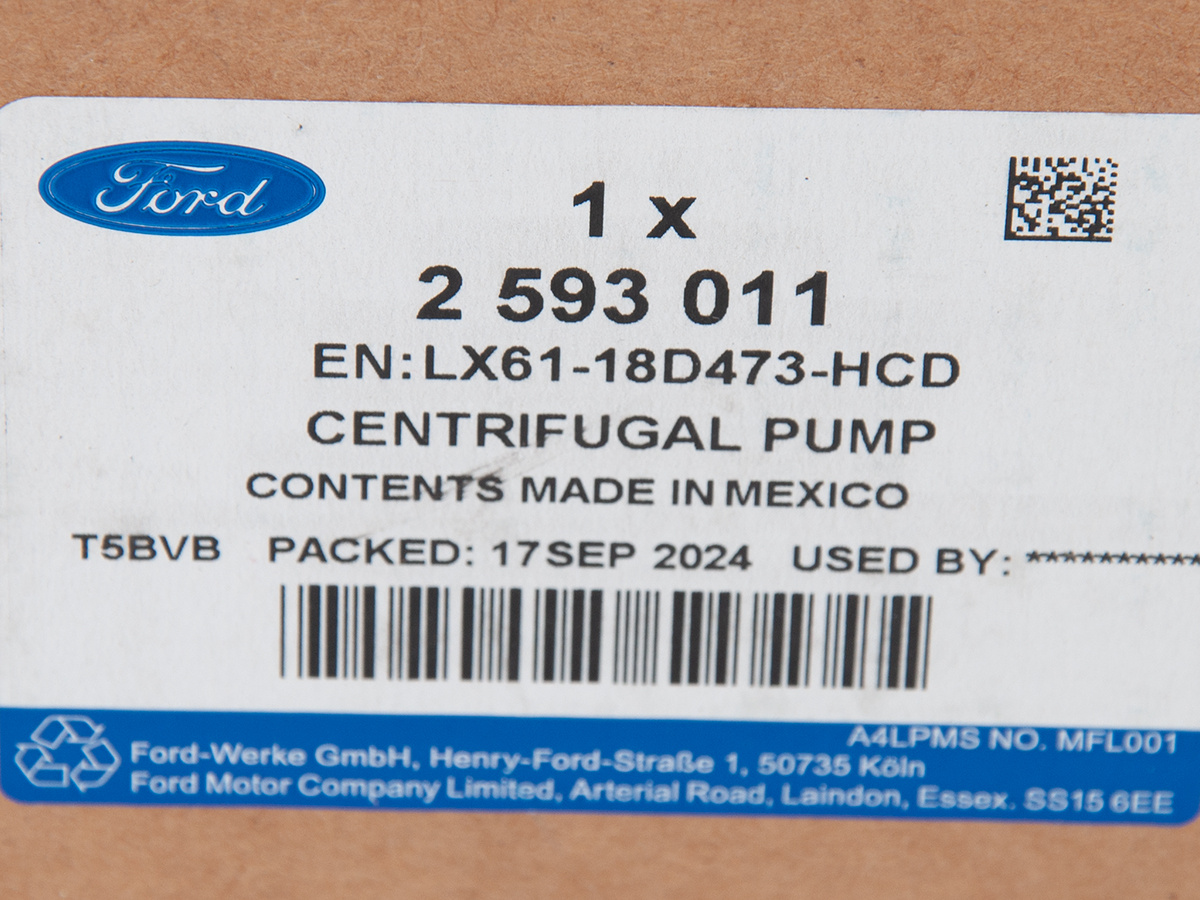 Ford
1 x
2 593 011
EN: LX61-18D473-HCD
CENTRIFUGAL PUMP
CONTENTS MADE IN MEXICO
T5BVB PACKED: 17SEP 2024 USED BY: **********
A4LPMS NO. MFL001
Ford-Werke GmbH, Henry-Ford-Straße 1, 50735 Köln
Ford Motor Company Limited, Arterial Road, Laindon, Essex. SS15 6EE